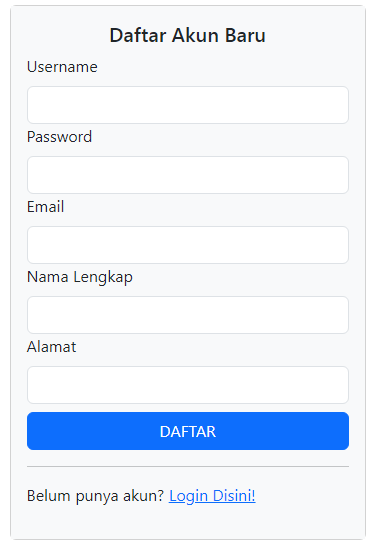 Daftar Akun Baru
Username
Password
Email
Nama Lengkap
Alamat
DAFTAR
Belum punya akun? Login Disini!